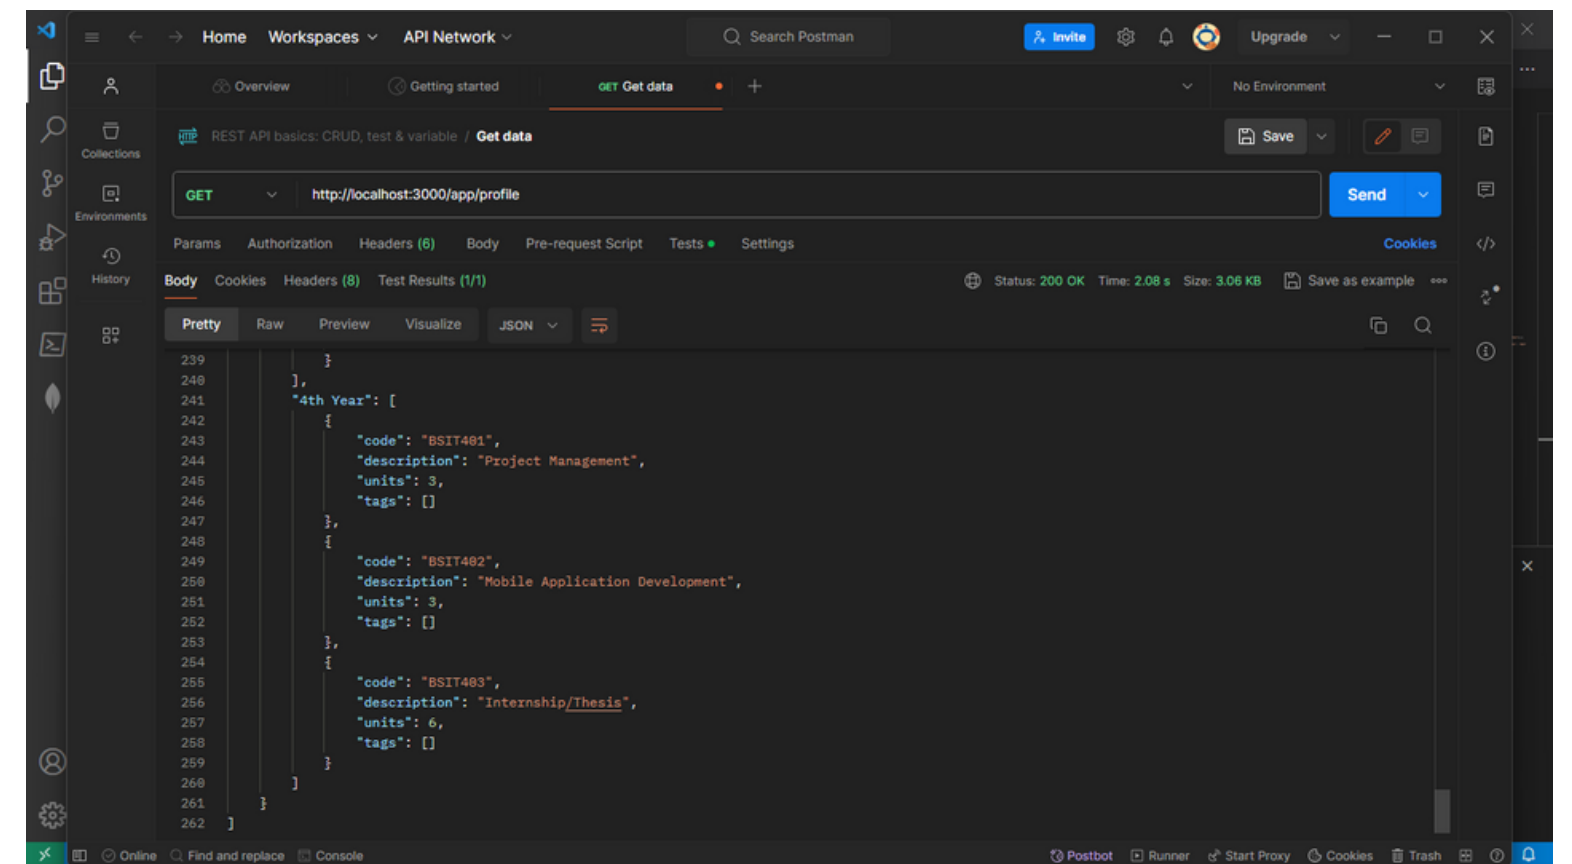 Home Workspaces API Network Search Postman Invite Upgrade
Overview Getting started GET Get data No Environment
REST API basics: CRUD, test & variable / Get data Save
Collections
GET http://localhost:3000/app/profile Send
Environments
Params Authorization Headers (6) Body Pre-request Script Tests Settings Cookies
History
Body Cookies Headers (8) Test Results (1/1) Status: 200 OK Time: 2.08 s Size: 3.06 KB Save as example
Pretty Raw Preview Visualize JSON
239 }
240 ],
241 "4th Year": [
242 {
243 "code": "BSIT401",
244 "description": "Project Management",
245 "units": 3,
246 "tags": []
247 },
248 {
249 "code": "BSIT402",
250 "description": "Mobile Application Development",
251 "units": 3,
252 "tags": []
253 },
254 {
255 "code": "BSIT403",
256 "description": "Internship/Thesis",
257 "units": 6,
258 "tags": []
259 }
260 ]
261 }
262 ]
Online Find and replace Console Postbot Runner Start Proxy Cookies Trash